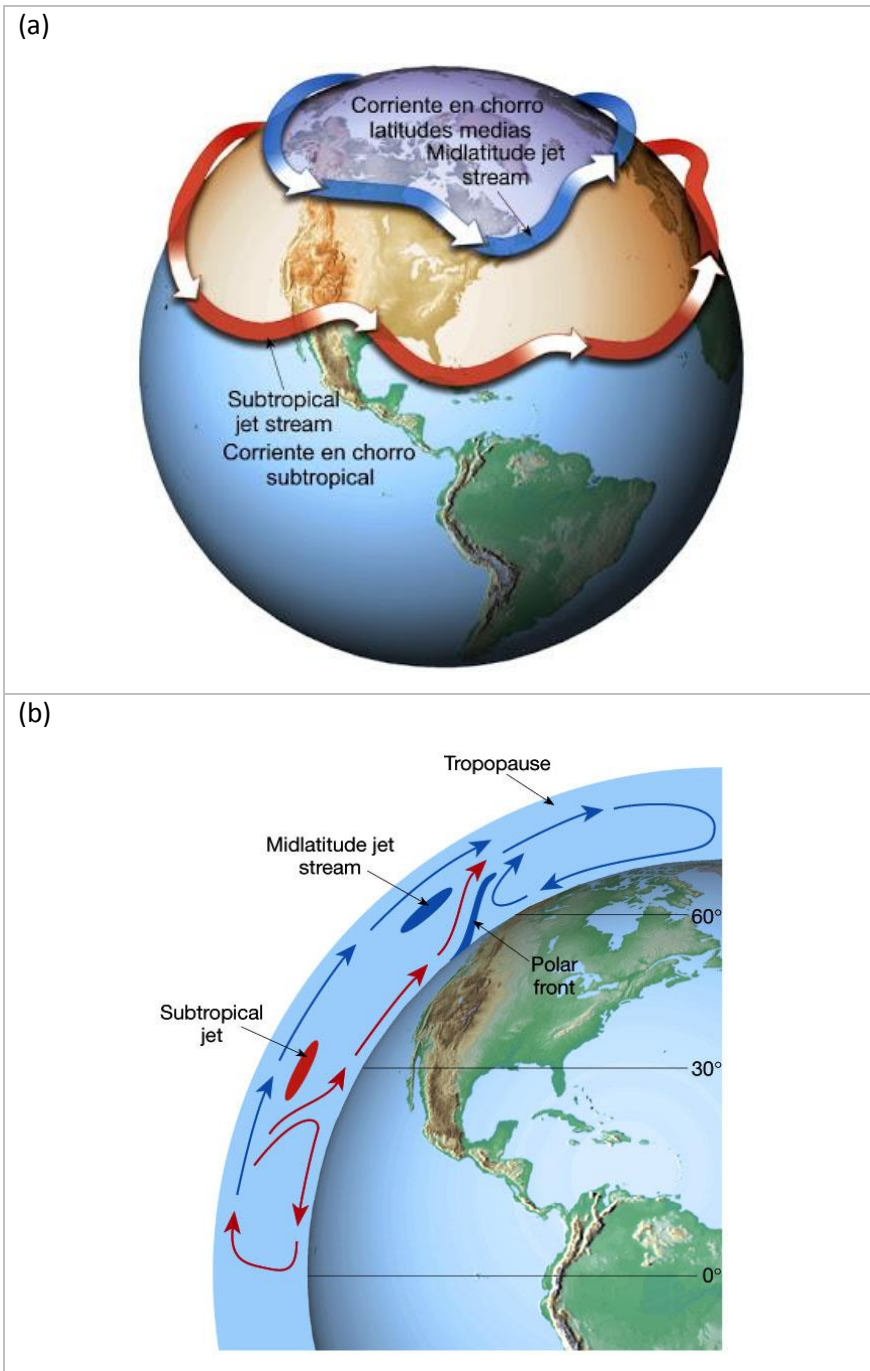 (a)
Corriente en chorro
latitudes medias
Midlatitude jet
stream
Subtropical
jet stream
Corriente en chorro
subtropical
(b)
Tropopause
Midlatitude jet
stream
60°
Polar
front
Subtropical
jet
30°
0°